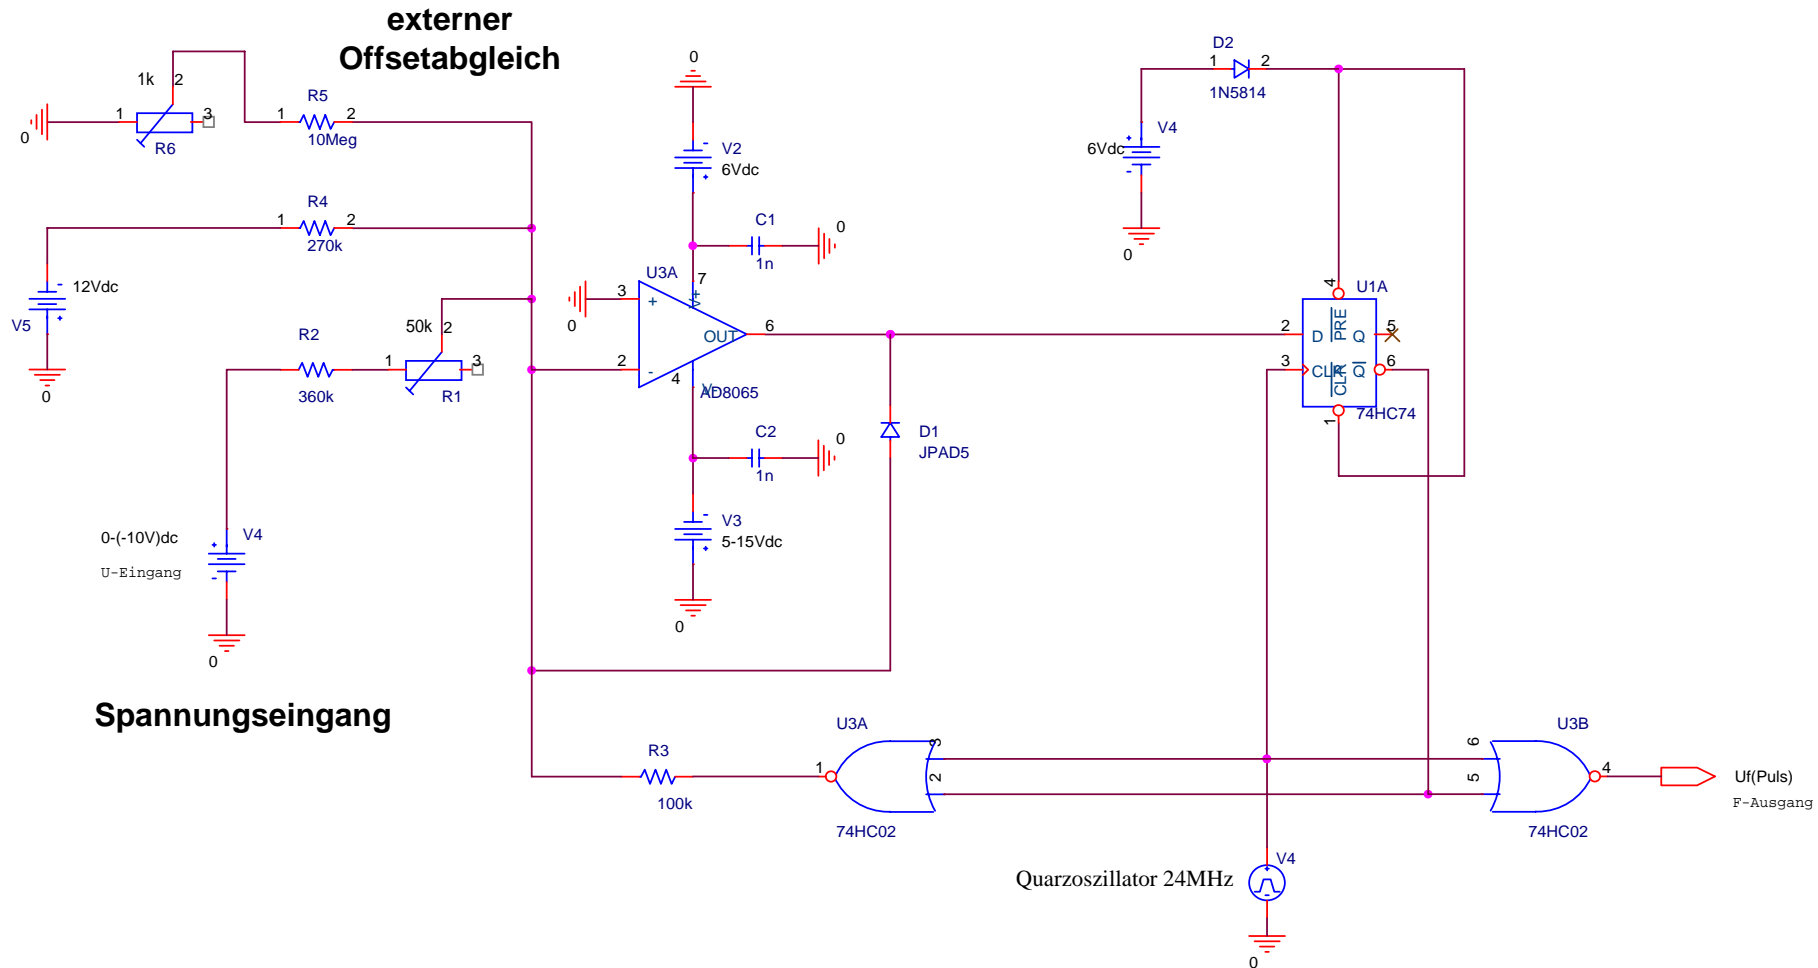 externer
Offsetabgleich
1k
2
1
3
R6
0
R5
1
2
10Meg
R4
1
2
270k
12Vdc
V5
0
R2
360k
50k
2
1
3
R1
0-(-10V)dc
U-Eingang
V4
0
Spannungseingang
0
V2
6Vdc
C1
1n
0
U3A
7
V+
3
+
0
OUT
6
2
-
4
V-
AD8065
C2
1n
0
V3
5-15Vdc
0
D1
JPAD5
D2
1
2
1N5814
V4
6Vdc
0
4
U1A
2
D
PRE
Q
5
3
CLK
CLR
Q
6
1
74HC74
U3A
R3
100k
1
3
2
74HC02
U3B
6
5
4
74HC02
Uf(Puls)
F-Ausgang
Quarzoszillator 24MHz
V4
0